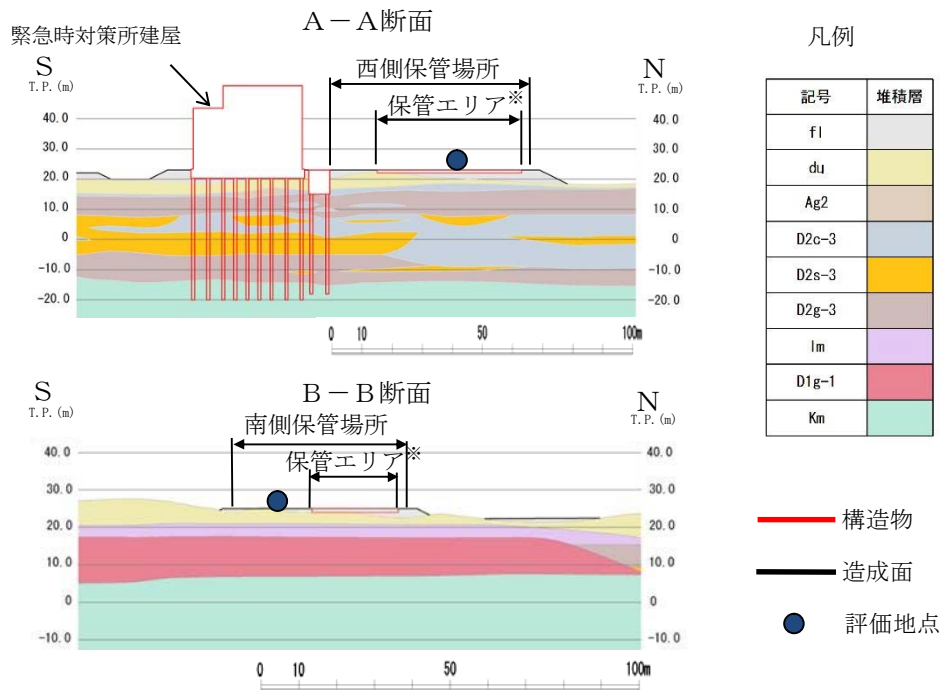 A-A断面
緊急時対策所建屋
S
T.P.(m)
N
T.P.(m)
西側保管場所
保管エリア※
40.0
30.0
20.0
10.0
0
-10.0
-20.0
40.0
30.0
20.0
10.0
0
-10.0
-20.0
0 10 50 100m
B-B断面
S
T.P.(m)
N
T.P.(m)
南側保管場所
保管エリア※
40.0
30.0
20.0
10.0
0
-10.0
40.0
30.0
20.0
10.0
0
-10.0
0 10 50 100m
凡例
記号 堆積層
fl
du
Ag2
D2c-3
D2s-3
D2g-3
lm
D1g-1
Km
構造物
造成面
評価地点